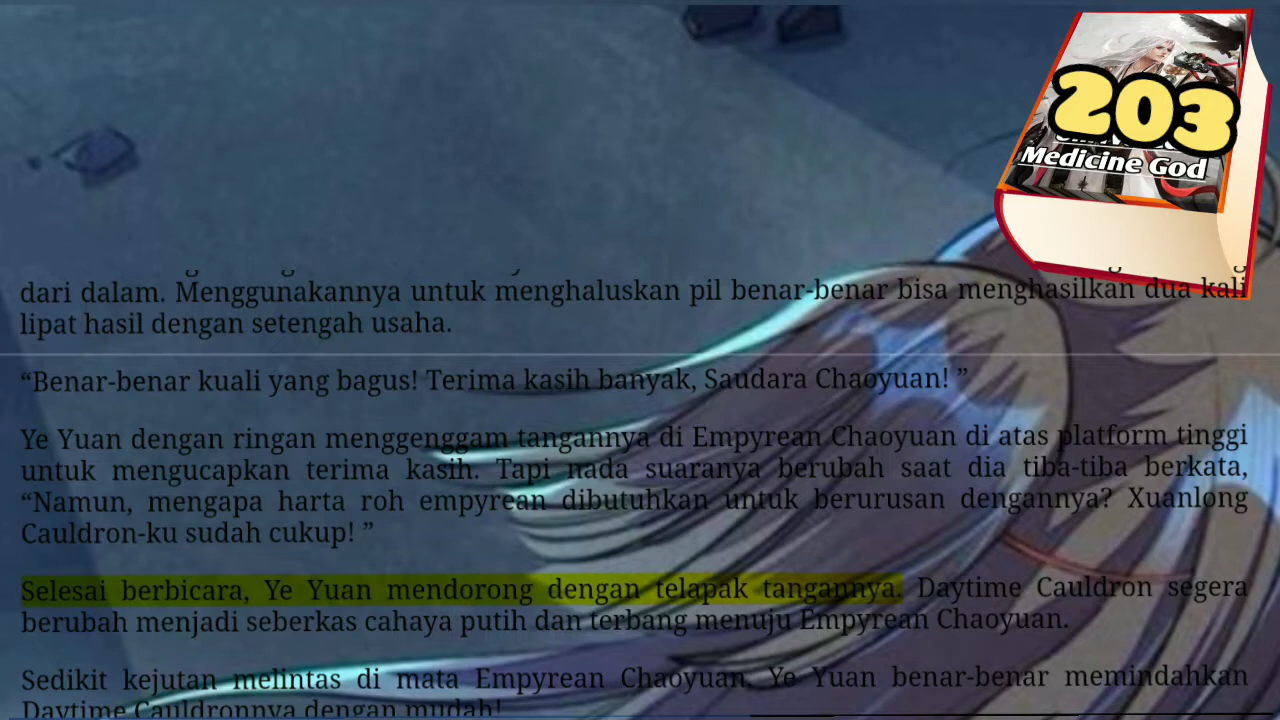 203
Medicine God
dari dalam. Menggunakannya untuk menghaluskan pil benar-benar bisa menghasilkan dua kali
lipat hasil dengan setengah usaha.
“Benar-benar kuali yang bagus! Terima kasih banyak, Saudara Chaoyuan! ”
Ye Yuan dengan ringan menggenggam tangannya di Empyrean Chaoyuan di atas platform tinggi
untuk mengucapkan terima kasih. Tapi nada suaranya berubah saat dia tiba-tiba berkata,
“Namun, mengapa harta roh empyrean dibutuhkan untuk berurusan dengannya? Xuanlong
Cauldron-ku sudah cukup! ”
Selesai berbicara, Ye Yuan mendorong dengan telapak tangannya. Daytime Cauldron segera
berubah menjadi seberkas cahaya putih dan terbang menuju Empyrean Chaoyuan.
Sedikit kejutan melintas di mata Empyrean Chaoyuan. Ye Yuan benar-benar memindahkan
Daytime Cauldronnya dengan mudah!